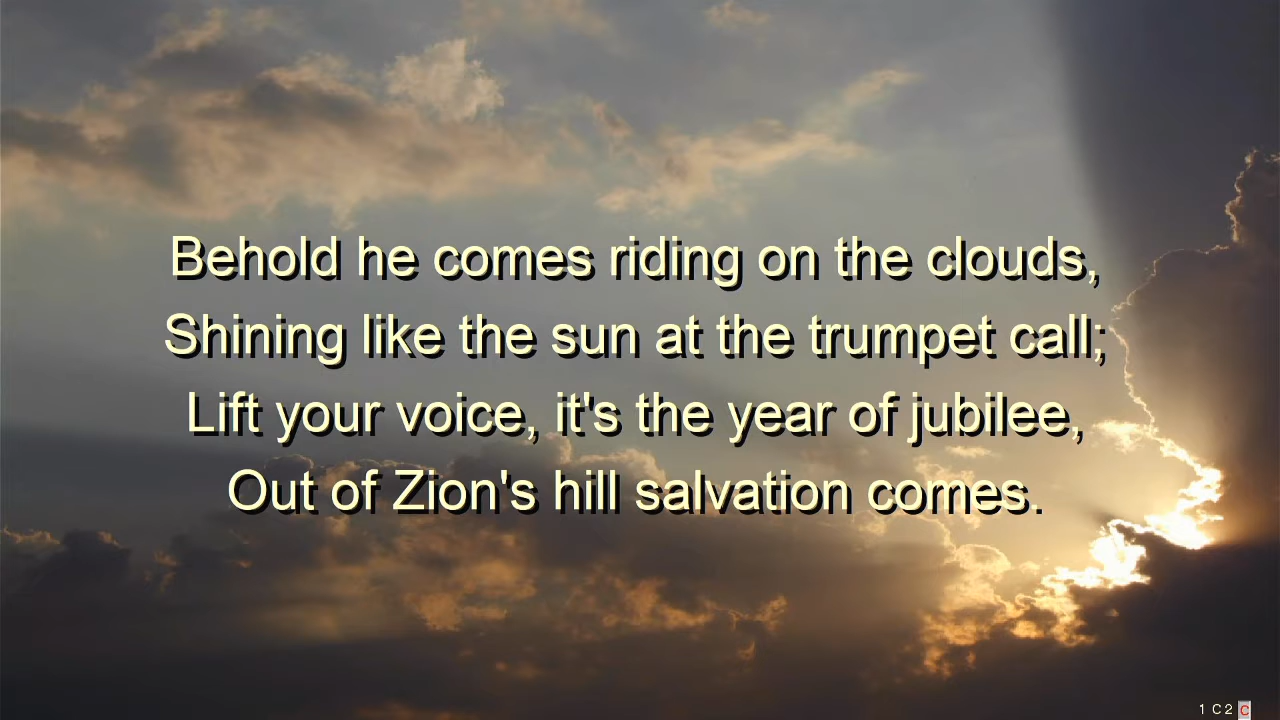 Behold he comes riding on the clouds,
Shining like the sun at the trumpet call;
Lift your voice, it's the year of jubilee,
Out of Zion's hill salvation comes.
1 C 2 C